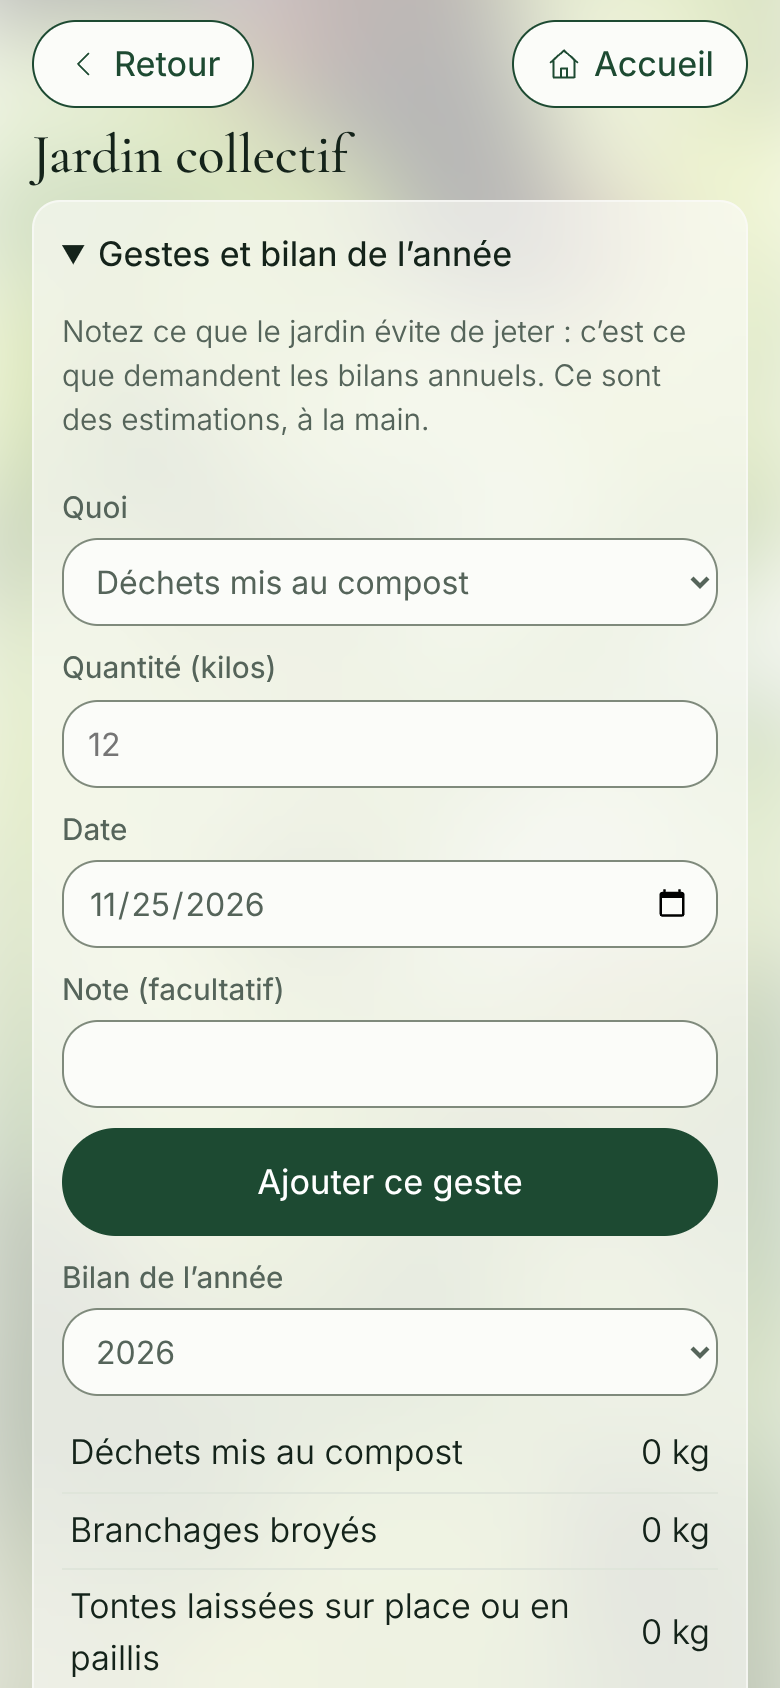 Retour
Accueil
Jardin collectif
▼ Gestes et bilan de l’année
Notez ce que le jardin évite de jeter : c’est ce
que demandent les bilans annuels. Ce sont
des estimations, à la main.
Quoi
Déchets mis au compost
Quantité (kilos)
12
Date
11/25/2026
Note (facultatif)
Ajouter ce geste
Bilan de l’année
2026
Déchets mis au compost 0 kg
Branchages broyés 0 kg
Tontes laissées sur place ou en
paillis 0 kg